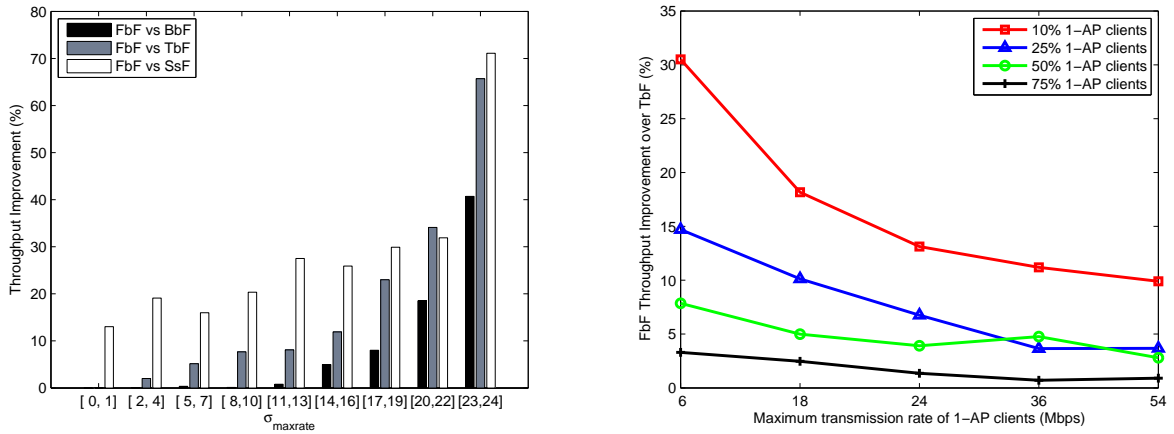 80
70
60
50
40
30
20
10
0
Throughput Improvement (%)
FbF vs BbF
FbF vs TbF
FbF vs SsF
[ 0, 1] [ 2, 4] [ 5, 7] [ 8,10] [11,13] [14,16] [17,19] [20,22] [23,24]
σmaxrate
35
30
25
20
15
10
5
0
FbF Throughput Improvement over TbF (%)
10% 1−AP clients
25% 1−AP clients
50% 1−AP clients
75% 1−AP clients
6 18 24 36 54
Maximum transmission rate of 1−AP clients (Mbps)